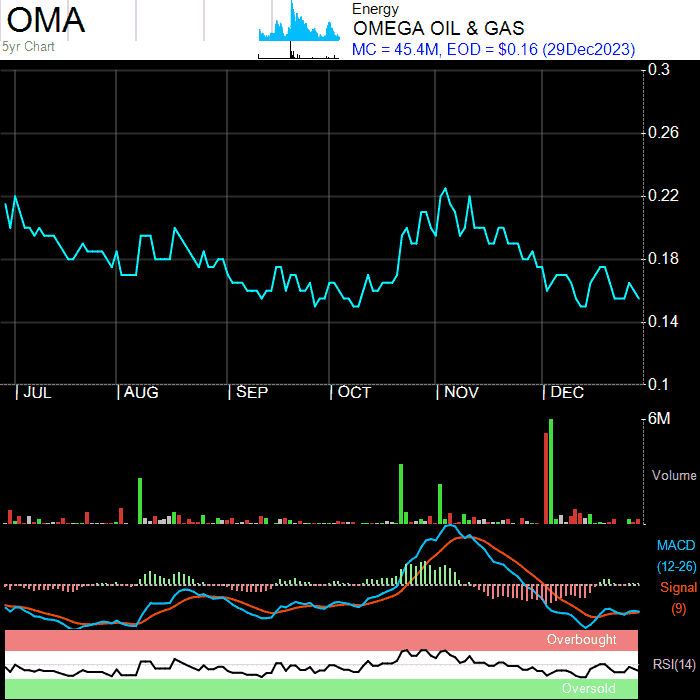 OMA
5yr Chart
Energy
OMEGA OIL & GAS
MC = 45.4M, EOD = $0.16 (29Dec2023)
0.3
0.26
0.22
0.18
0.14
0.1
JUL AUG SEP OCT NOV DEC
6M
Volume
MACD
(12-26)
Signal
(9)
Overbought
RSI(14)
Oversold